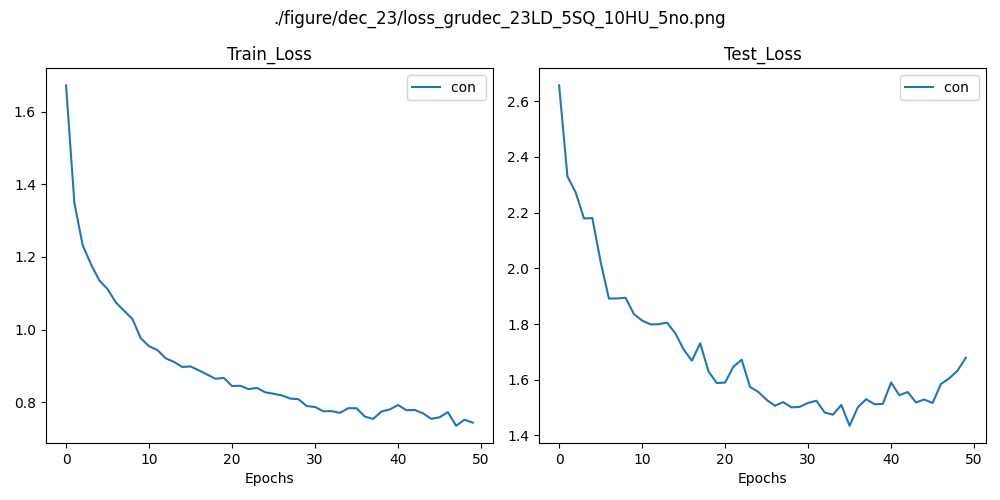 ./figure/dec_23/loss_grudec_23LD_5SQ_10HU_5no.png
Train_Loss
con
1.6
1.4
1.2
1.0
0.8
0 10 20 30 40 50
Epochs
Test_Loss
con
2.6
2.4
2.2
2.0
1.8
1.6
1.4
0 10 20 30 40 50
Epochs